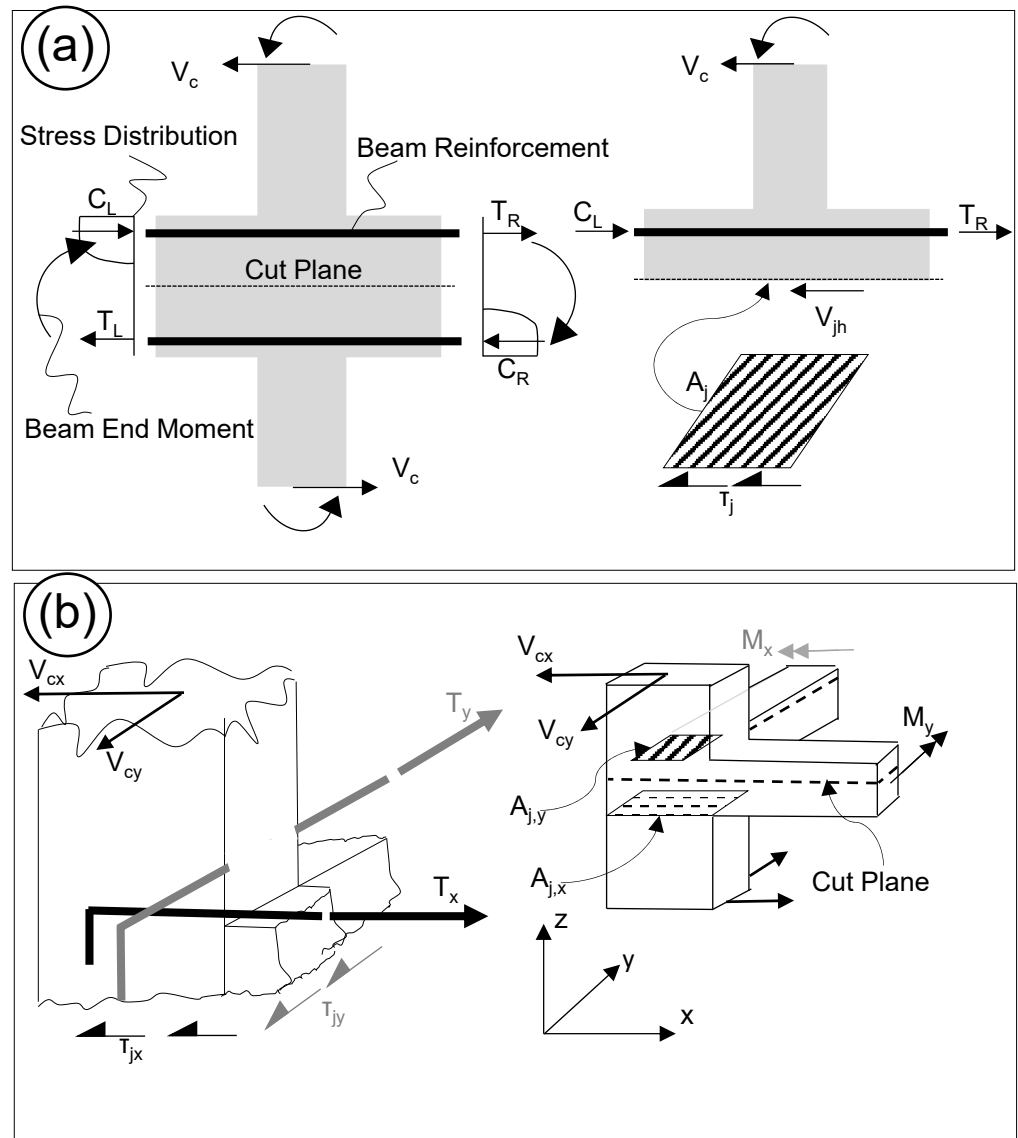 (a)
V_c
V_c
Stress Distribution
Beam Reinforcement
C_L
T_R
C_L
T_R
Cut Plane
T_L
V_jh
C_R
A_j
Beam End Moment
V_c
τ_j
(b)
V_cx
V_cx
M_x
T_y
M_y
V_cy
V_cy
A_j,y
T_x
A_j,x
Cut Plane
z
y
τ_jy
x
τ_jx